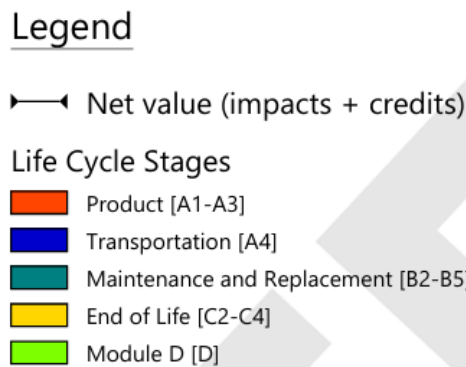 Legend
Net value (impacts + credits)
Life Cycle Stages
Product [A1-A3]
Transportation [A4]
Maintenance and Replacement [B2-B5]
End of Life [C2-C4]
Module D [D]